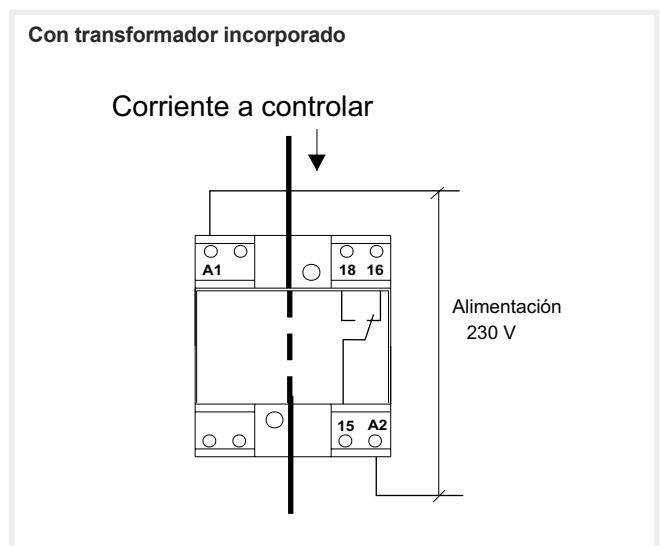 Con transformador incorporado
Corriente a controlar
A1
18 16
Alimentación
230 V
15 A2